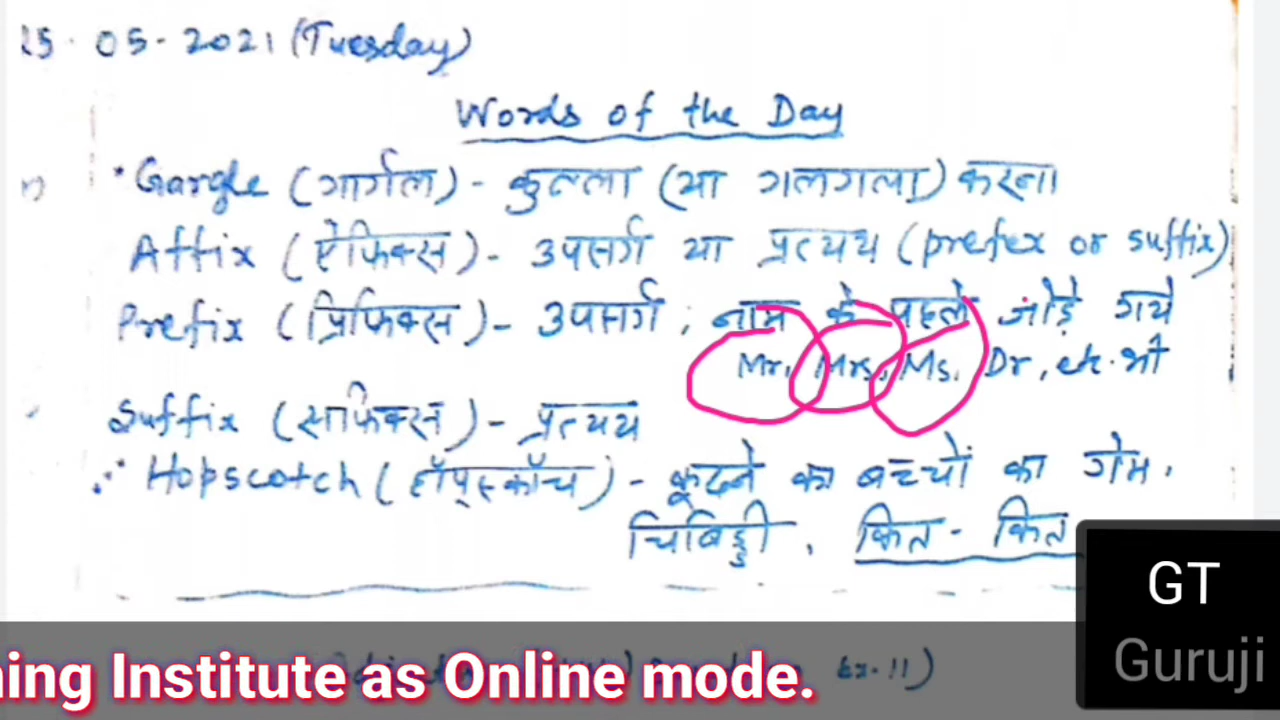 25-05-2021 (Tuesday)
Words of the Day
Gargle (गार्गल) - कुल्ला (या गलगला) करना
Affix (ऐफिक्स) - उपसर्ग या प्रत्यय (prefex or suffix)
Prefix (प्रिफिक्स) - उपसर्ग ; नाम के पहले जोड़े गये
Mr., Mrs., Ms. Dr, etc. भी
Suffix (साफिक्स) - प्रत्यय
Hopscotch (हॉप्स्कॉच) - कूदने का बच्चों का गेम.
चिबिड्डी, कित - कित
ning Institute as Online mode.
Ex-11)
GT
Guruji